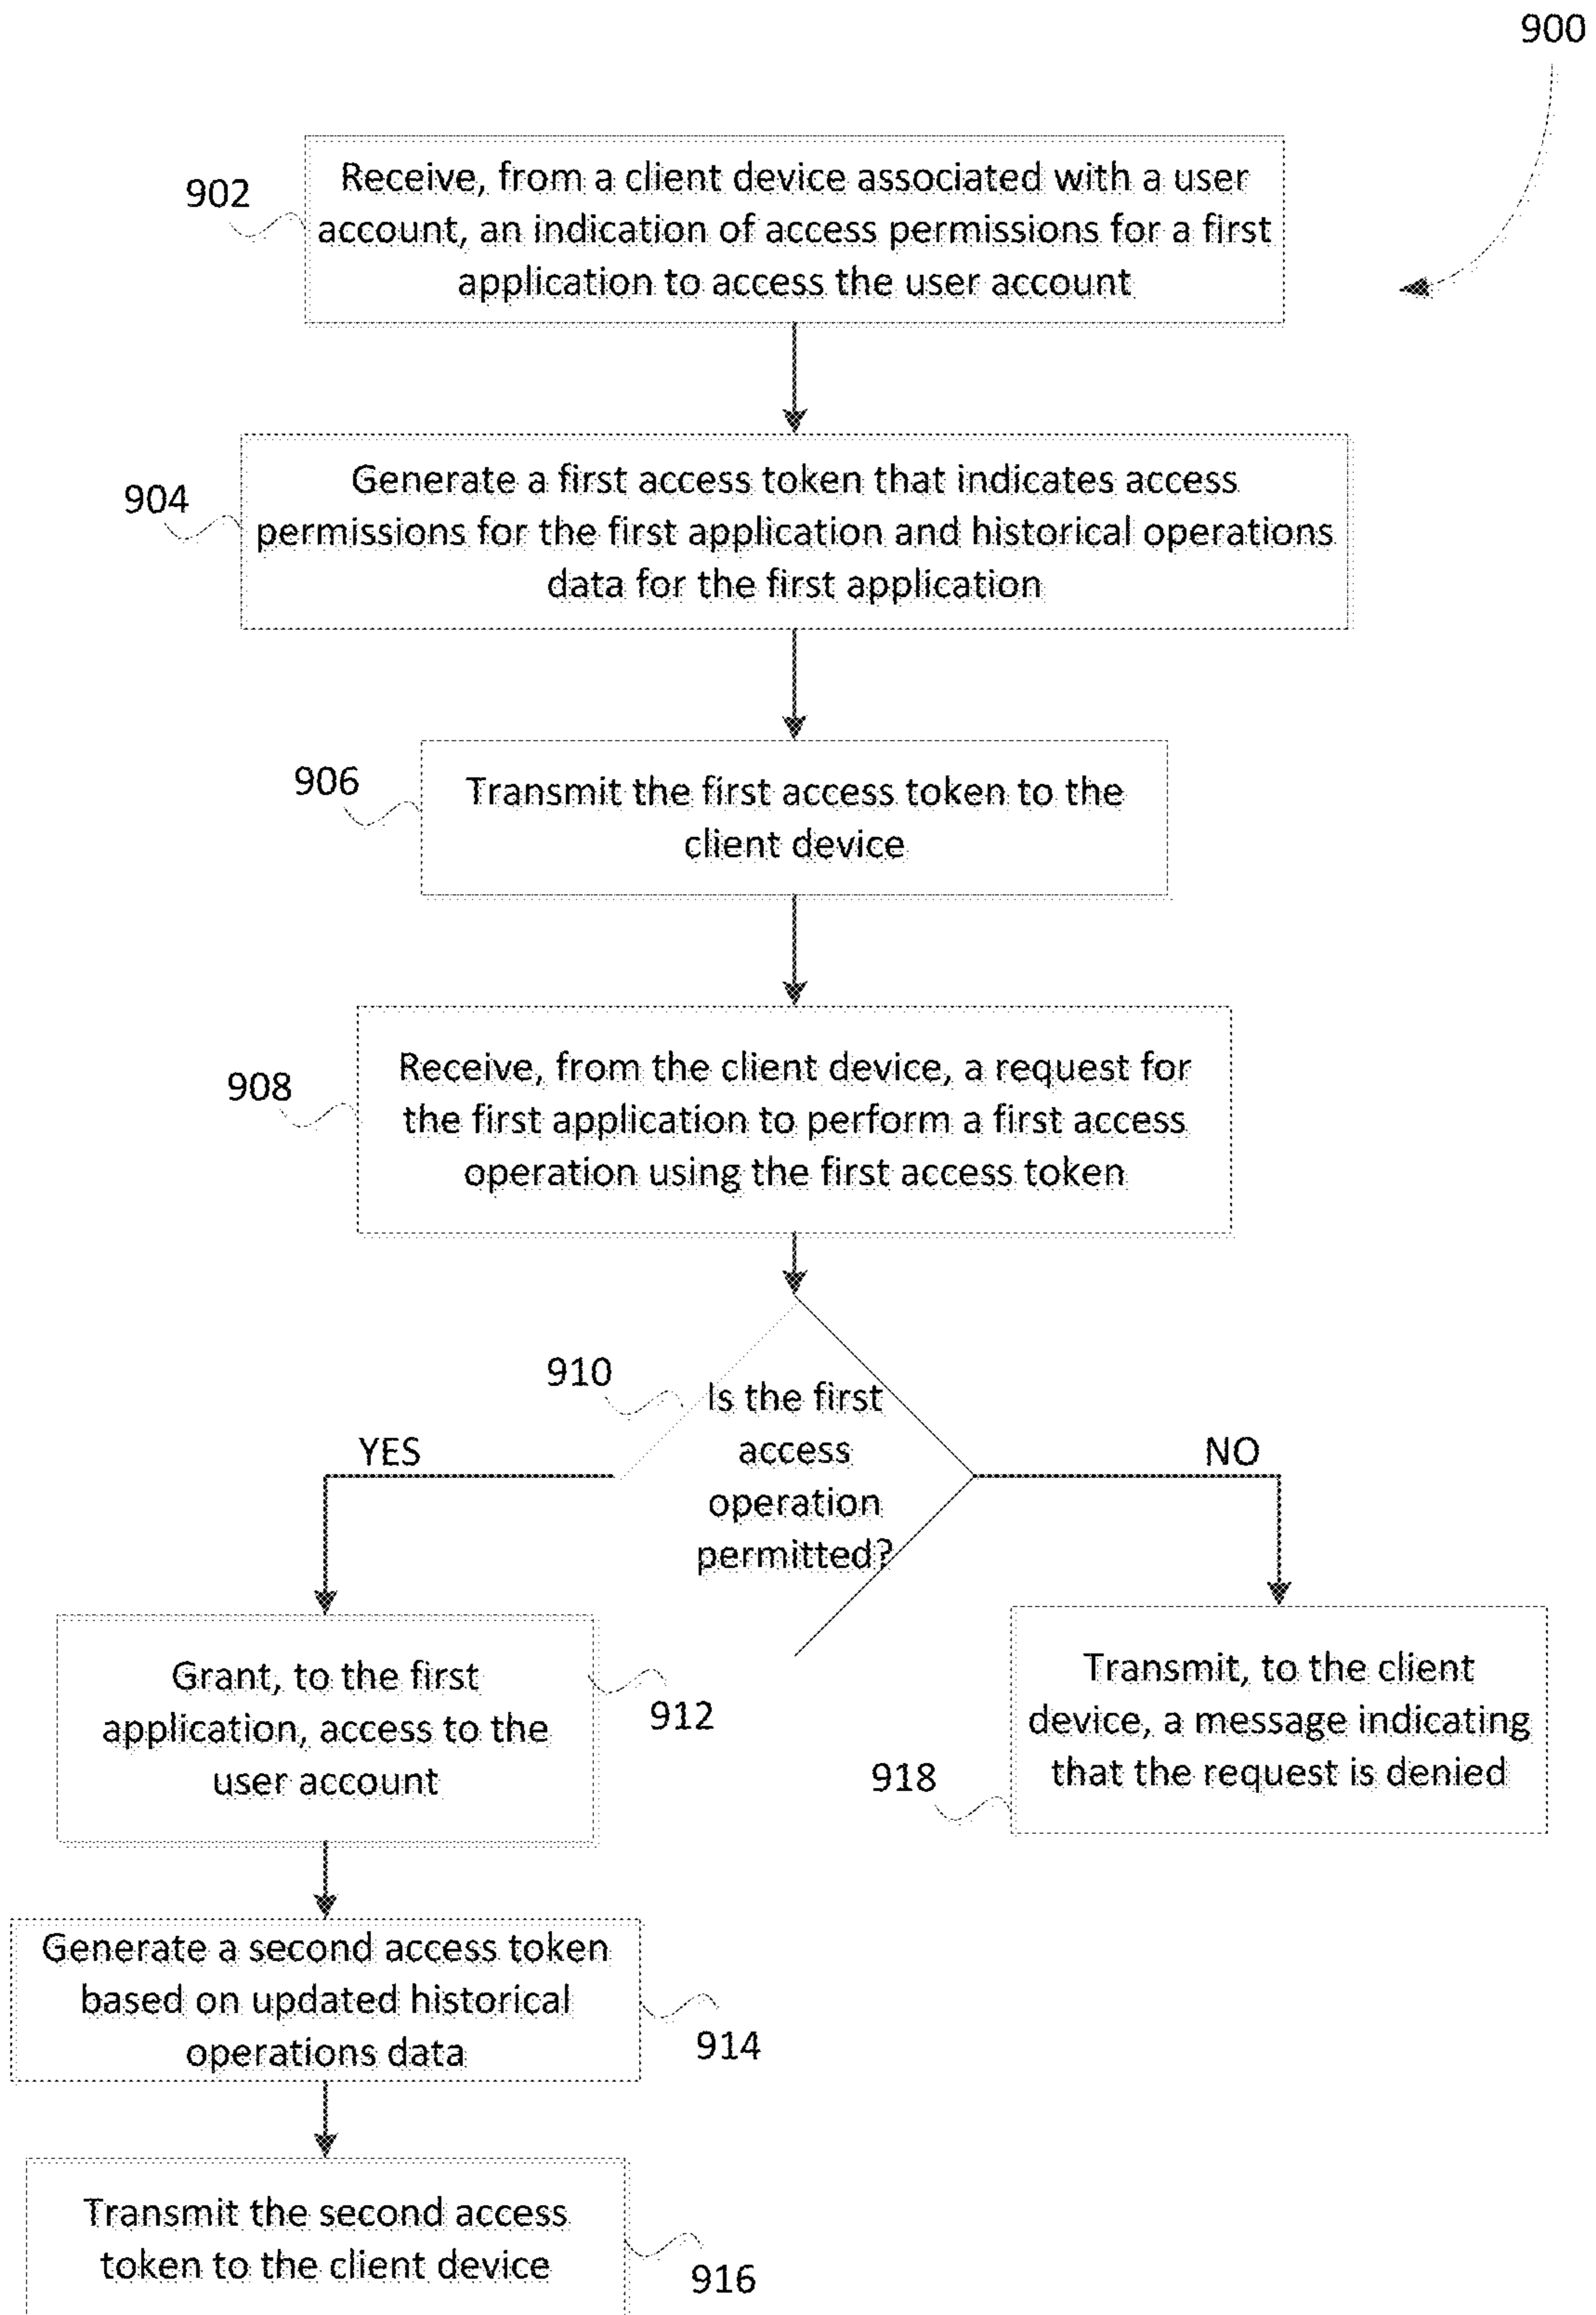 900
902
Receive, from a client device associated with a user
account, an indication of access permissions for a first
application to access the user account
904
Generate a first access token that indicates access
permissions for the first application and historical operations
data for the first application
906
Transmit the first access token to the
client device
908
Receive, from the client device, a request for
the first application to perform a first access
operation using the first access token
910
Is the first
access
operation
permitted?
YES
NO
Grant, to the first
application, access to the
user account
912
Transmit, to the client
device, a message indicating
that the request is denied
918
Generate a second access token
based on updated historical
operations data
914
Transmit the second access
token to the client device
916